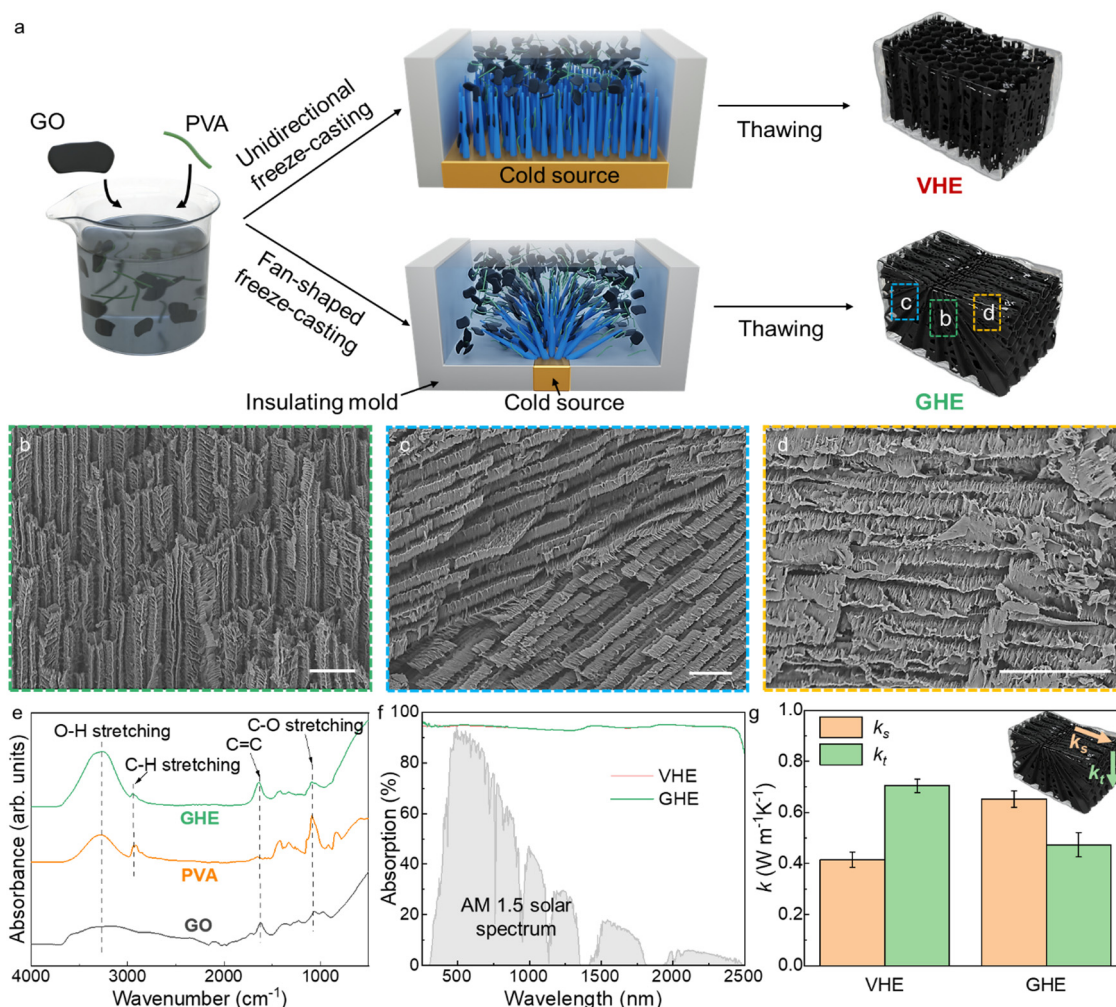 a
GO
PVA
Unidirectional
freeze-casting
Fan-shaped
freeze-casting
Cold source
Thawing
VHE
Insulating mold
Cold source
Thawing
c
b
d
GHE
b
c
d
e
Absorbance (arb. units)
O-H stretching
C-H stretching
C=C
C-O stretching
GHE
PVA
GO
4000
3000
2000
1000
Wavenumber (cm⁻¹)
f
Absorption (%)
100
80
60
40
20
0
VHE
GHE
AM 1.5 solar
spectrum
500
1000
1500
2000
2500
Wavelength (nm)
g
k (W m⁻¹K⁻¹)
1.0
0.8
0.6
0.4
0.2
0.0
kₛ
kₜ
kₛ
kₜ
VHE
GHE